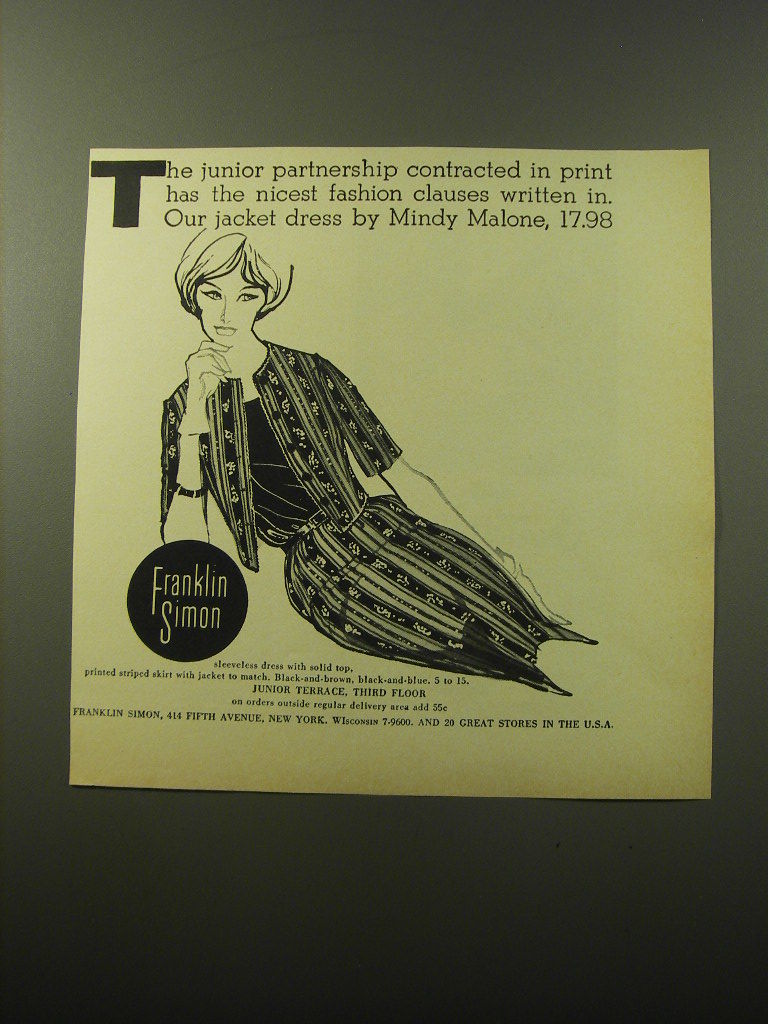 The junior partnership contracted in print
has the nicest fashion clauses written in.
Our jacket dress by Mindy Malone, 17.98
Franklin
Simon
sleeveless dress with solid top,
printed striped skirt with jacket to match. Black-and-brown, black-and-blue. 5 to 15.
JUNIOR TERRACE, THIRD FLOOR
on orders outside regular delivery area add 55c
FRANKLIN SIMON, 414 FIFTH AVENUE, NEW YORK. WISCONSIN 7-9600. AND 20 GREAT STORES IN THE U.S.A.